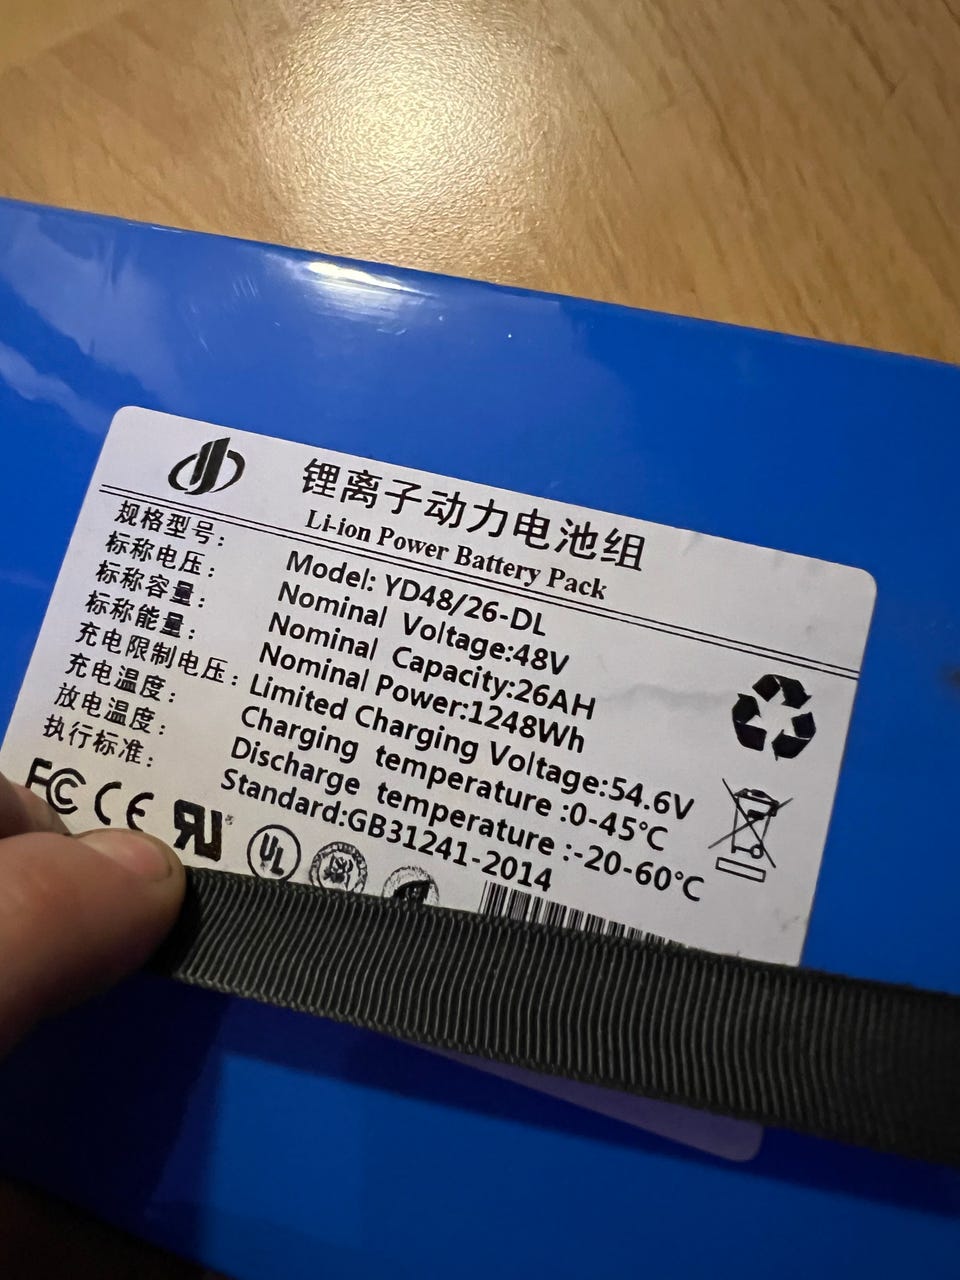 锂离子动力电池组
Li-ion Power Battery Pack
规格型号: Model: YD48/26-DL
标称电压: Nominal Voltage:48V
标称容量: Nominal Capacity:26AH
标称能量: Nominal Power:1248Wh
充电限制电压: Limited Charging Voltage:54.6V
充电温度: Charging temperature :0-45℃
放电温度: Discharge temperature :-20-60℃
执行标准: Standard:GB31241-2014
FC CE RU UL